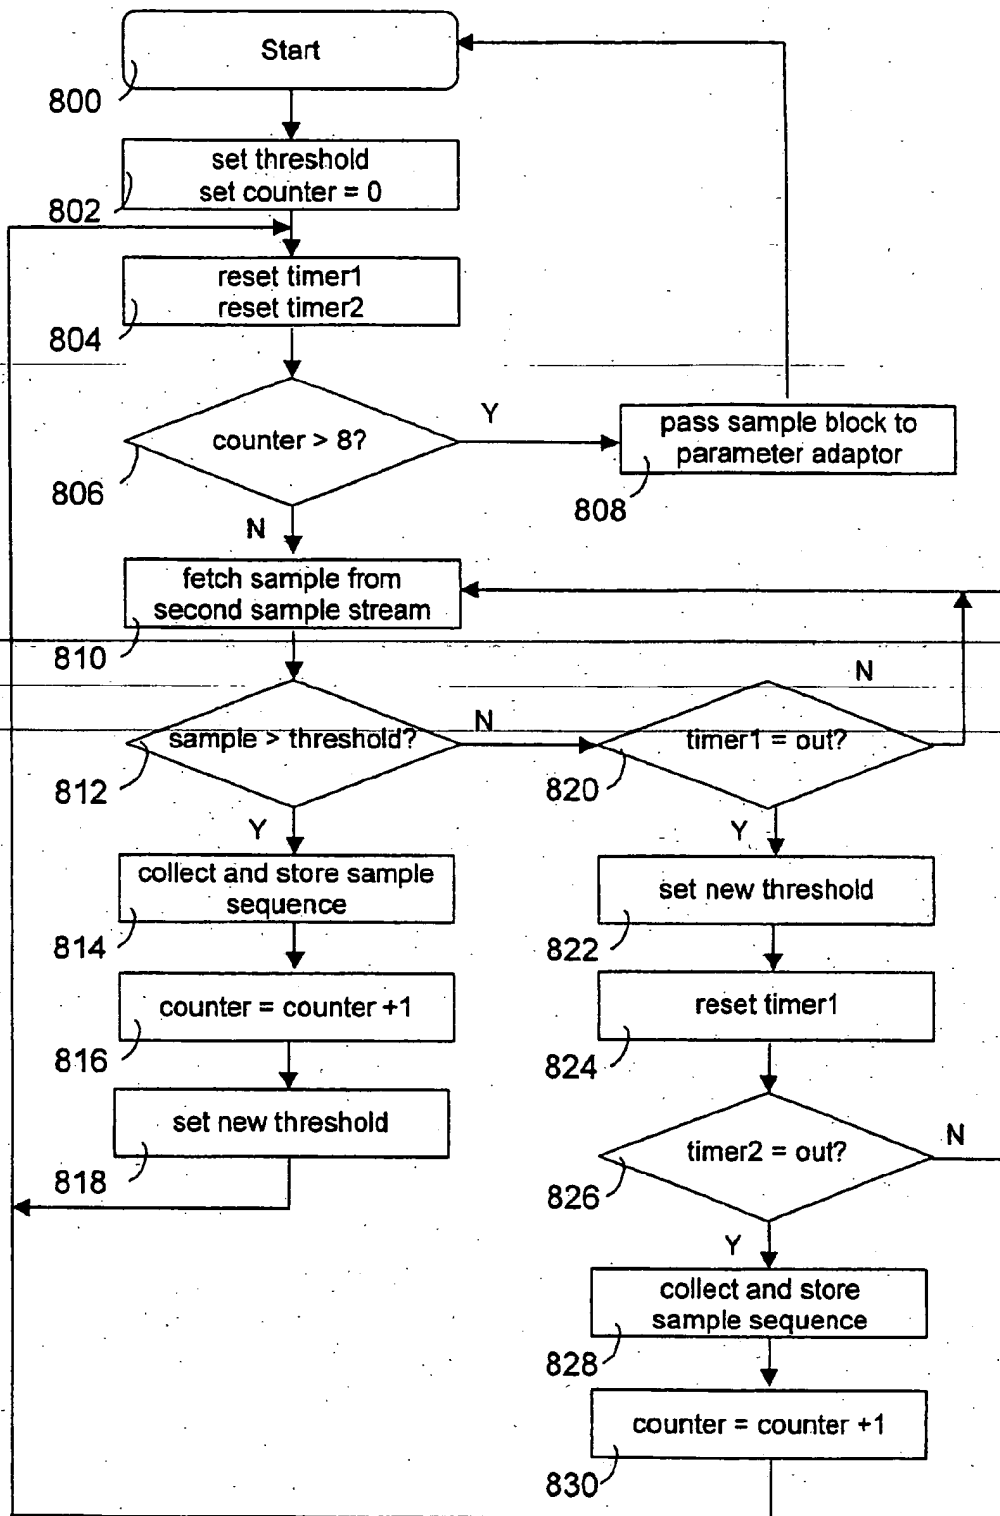 Start
800
set threshold
set counter = 0
802
reset timer1
reset timer2
804
counter > 8?
806
Y
pass sample block to
parameter adaptor
808
N
fetch sample from
second sample stream
810
sample > threshold?
812
N
timer1 = out?
820
N
Y
collect and store sample
sequence
814
Y
set new threshold
822
counter = counter +1
816
reset timer1
824
set new threshold
818
timer2 = out?
826
N
Y
collect and store
sample sequence
828
counter = counter +1
830